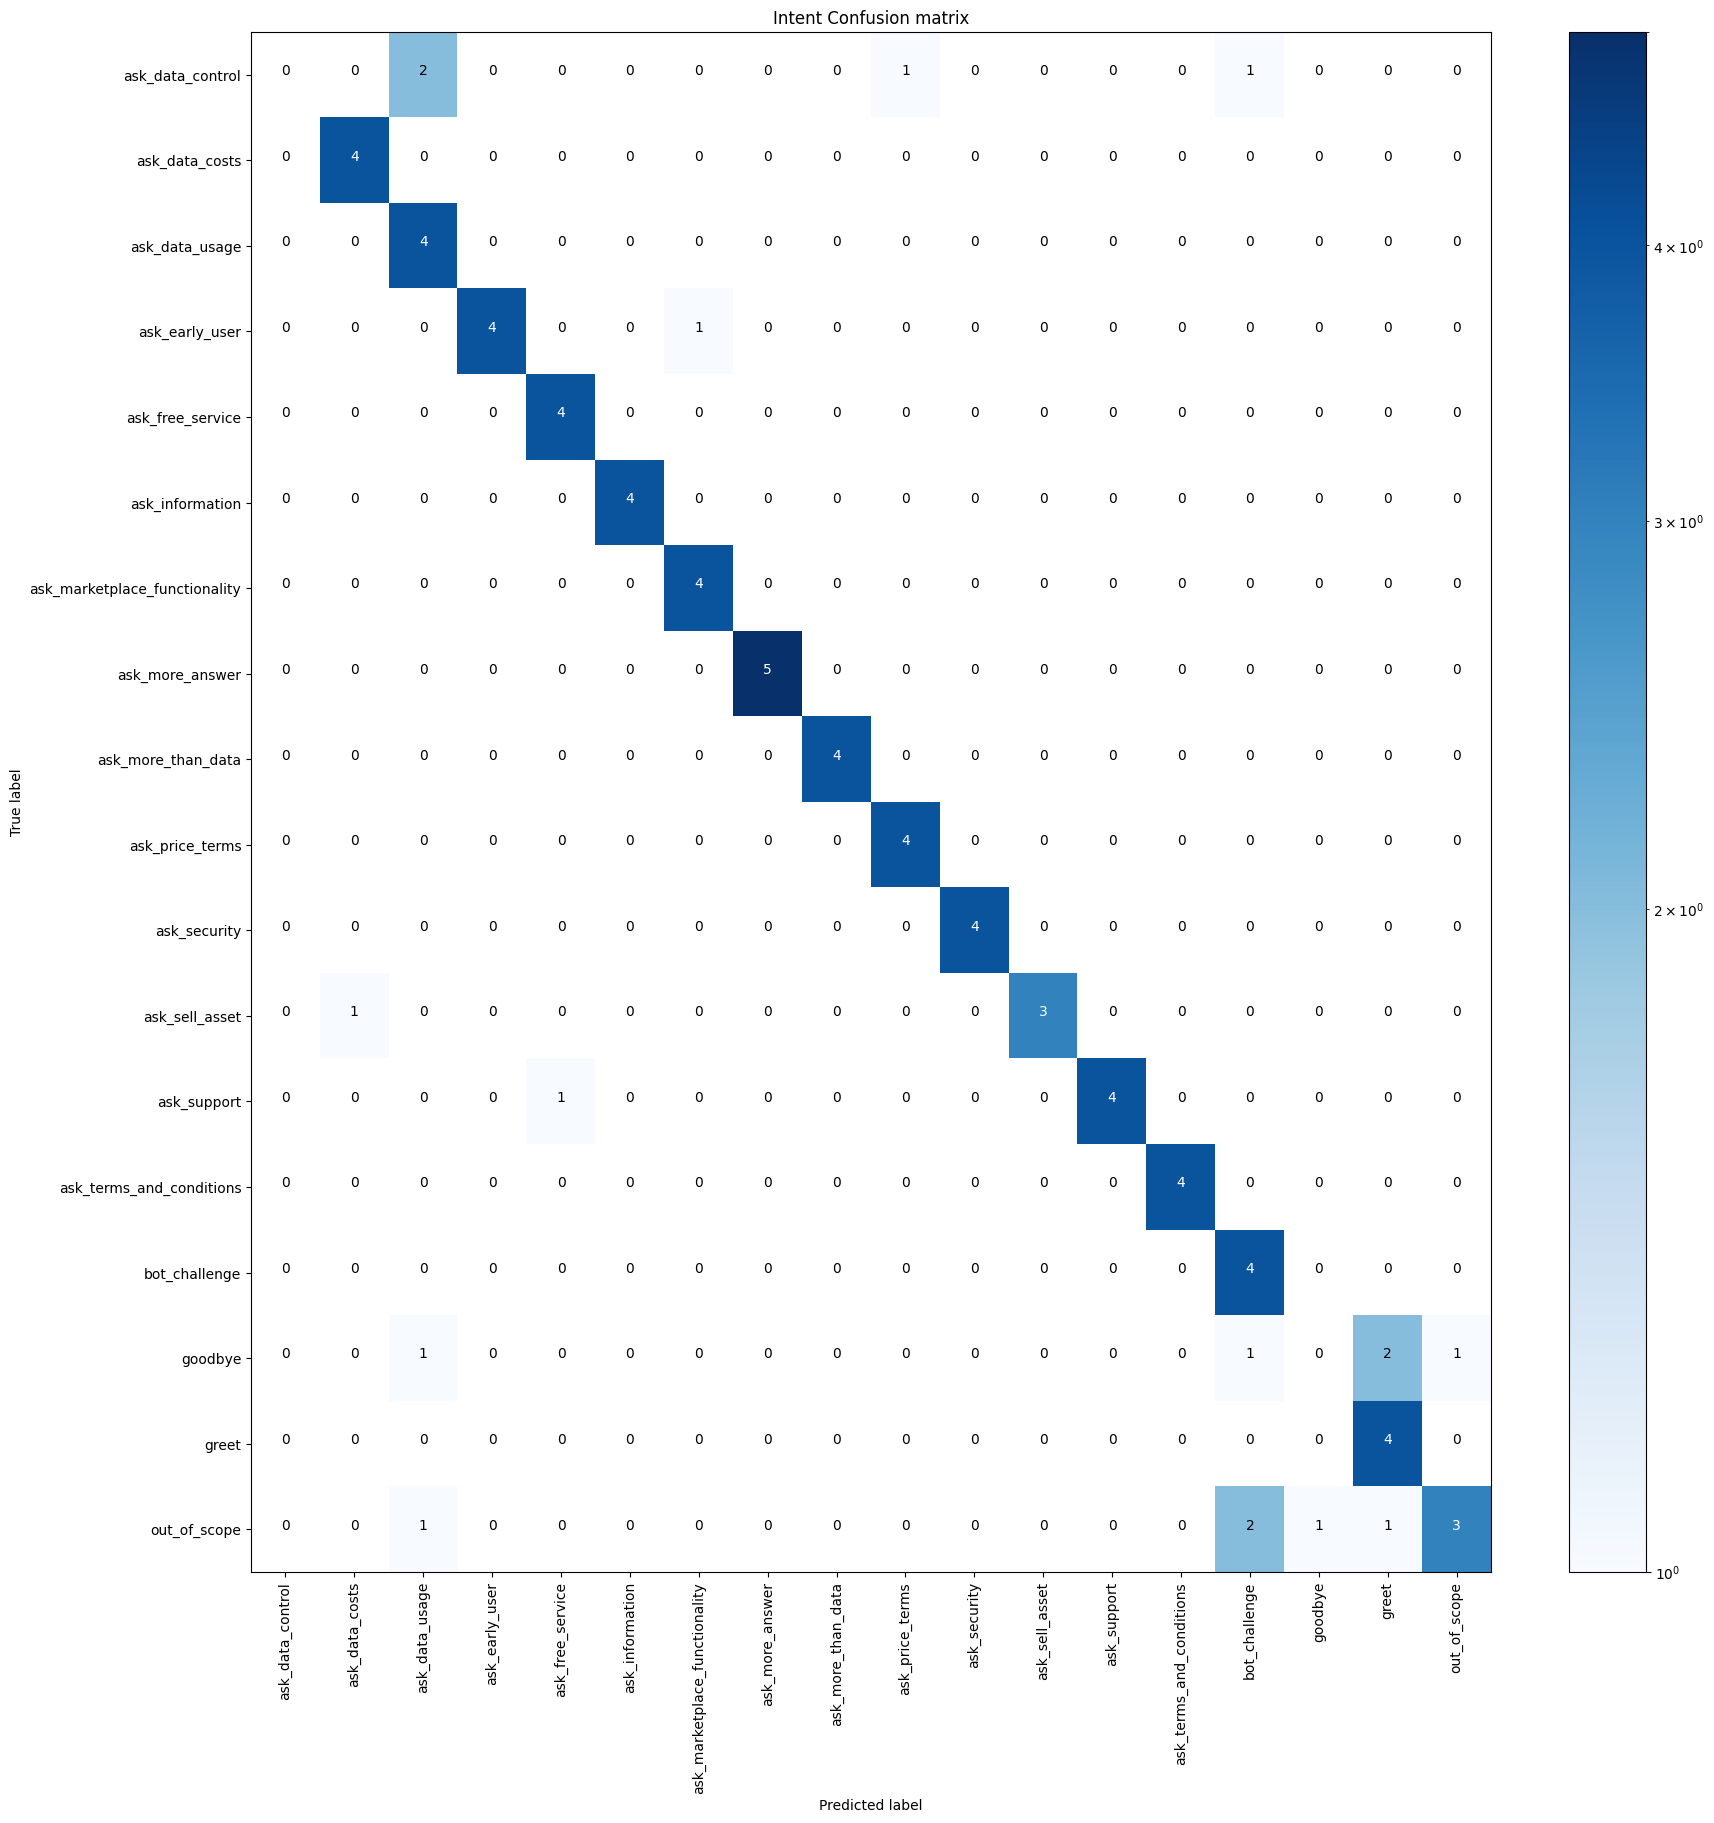 Intent Confusion matrix
ask_data_control 0 0 2 0 0 0 0 0 0 1 0 0 0 0 1 0 0 0
ask_data_costs 0 4 0 0 0 0 0 0 0 0 0 0 0 0 0 0 0 0
ask_data_usage 0 0 4 0 0 0 0 0 0 0 0 0 0 0 0 0 0 0
ask_early_user 0 0 0 4 0 0 1 0 0 0 0 0 0 0 0 0 0 0
ask_free_service 0 0 0 0 4 0 0 0 0 0 0 0 0 0 0 0 0 0
ask_information 0 0 0 0 0 4 0 0 0 0 0 0 0 0 0 0 0 0
ask_marketplace_functionality 0 0 0 0 0 0 4 0 0 0 0 0 0 0 0 0 0 0
ask_more_answer 0 0 0 0 0 0 0 5 0 0 0 0 0 0 0 0 0 0
ask_more_than_data 0 0 0 0 0 0 0 0 4 0 0 0 0 0 0 0 0 0
ask_price_terms 0 0 0 0 0 0 0 0 0 4 0 0 0 0 0 0 0 0
ask_security 0 0 0 0 0 0 0 0 0 0 4 0 0 0 0 0 0 0
ask_sell_asset 0 1 0 0 0 0 0 0 0 0 0 3 0 0 0 0 0 0
ask_support 0 0 0 0 1 0 0 0 0 0 0 0 4 0 0 0 0 0
ask_terms_and_conditions 0 0 0 0 0 0 0 0 0 0 0 0 0 4 0 0 0 0
bot_challenge 0 0 0 0 0 0 0 0 0 0 0 0 0 0 4 0 0 0
goodbye 0 0 1 0 0 0 0 0 0 0 0 0 0 0 1 0 2 1
greet 0 0 0 0 0 0 0 0 0 0 0 0 0 0 0 0 4 0
out_of_scope 0 0 1 0 0 0 0 0 0 0 0 0 0 0 2 1 1 3
True label
ask_data_control
ask_data_costs
ask_data_usage
ask_early_user
ask_free_service
ask_information
ask_marketplace_functionality
ask_more_answer
ask_more_than_data
ask_price_terms
ask_security
ask_sell_asset
ask_support
ask_terms_and_conditions
bot_challenge
goodbye
greet
out_of_scope
Predicted label
4 × 10⁰
3 × 10⁰
2 × 10⁰
10⁰